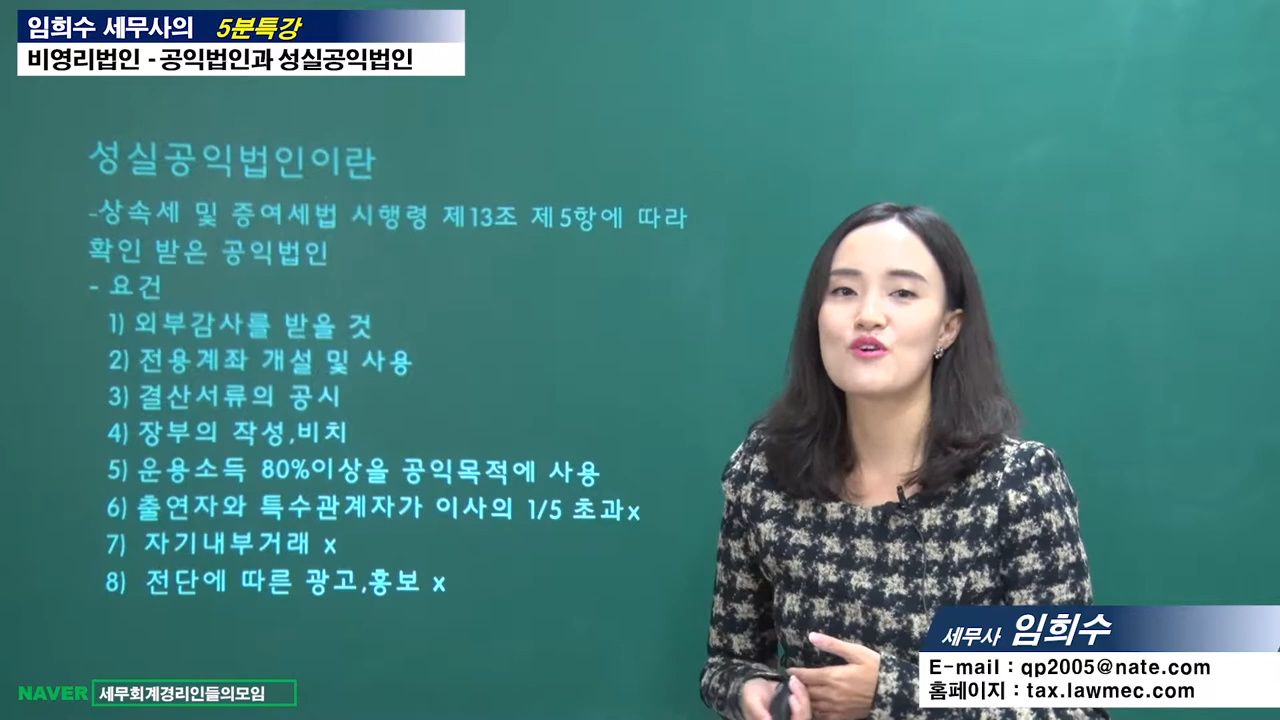 임희수 세무사의 5분특강
비영리법인 - 공익법인과 성실공익법인
성실공익법인이란
-상속세 및 증여세법 시행령 제13조 제5항에 따라
확인 받은 공익법인
- 요건
1) 외부감사를 받을 것
2) 전용계좌 개설 및 사용
3) 결산서류의 공시
4) 장부의 작성,비치
5) 운용소득 80%이상을 공익목적에 사용
6) 출연자와 특수관계자가 이사의 1/5 초과x
7) 자기내부거래 x
8) 전단에 따른 광고,홍보 x
세무사 임희수
E-mail : qp2005@nate.com
홈페이지 : tax.lawmec.com
NAVER 세무회계경리인들의모임